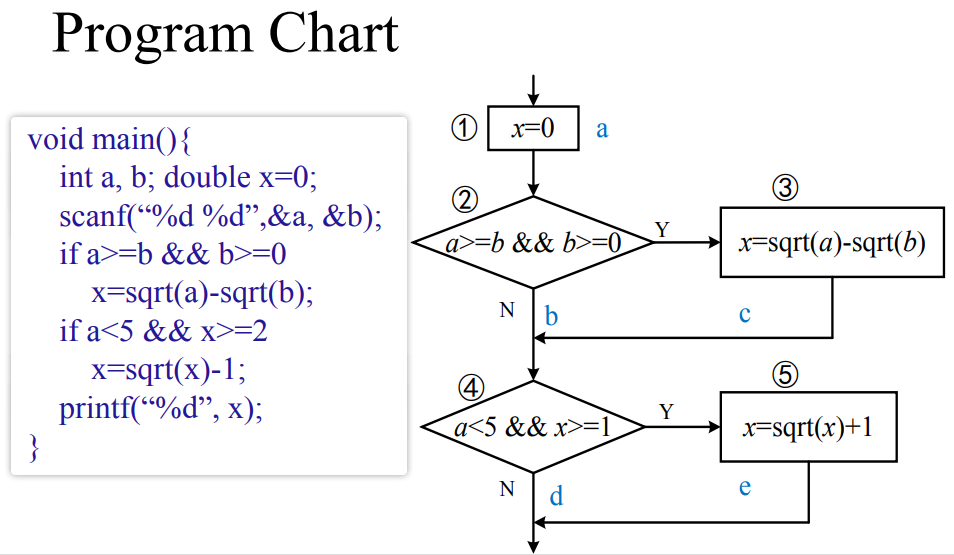 Program Chart
void main(){
int a, b; double x=0;
scanf(“%d %d”,&a, &b);
if a>=b && b>=0
x=sqrt(a)-sqrt(b);
if a<5 && x>=2
x=sqrt(x)-1;
printf(“%d”, x);
}
① x=0 a
②
a>=b && b>=0
Y
③
x=sqrt(a)-sqrt(b)
N b c
④
a<5 && x>=1
Y
⑤
x=sqrt(x)+1
N d e